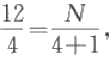 12/4 = N/4+1,